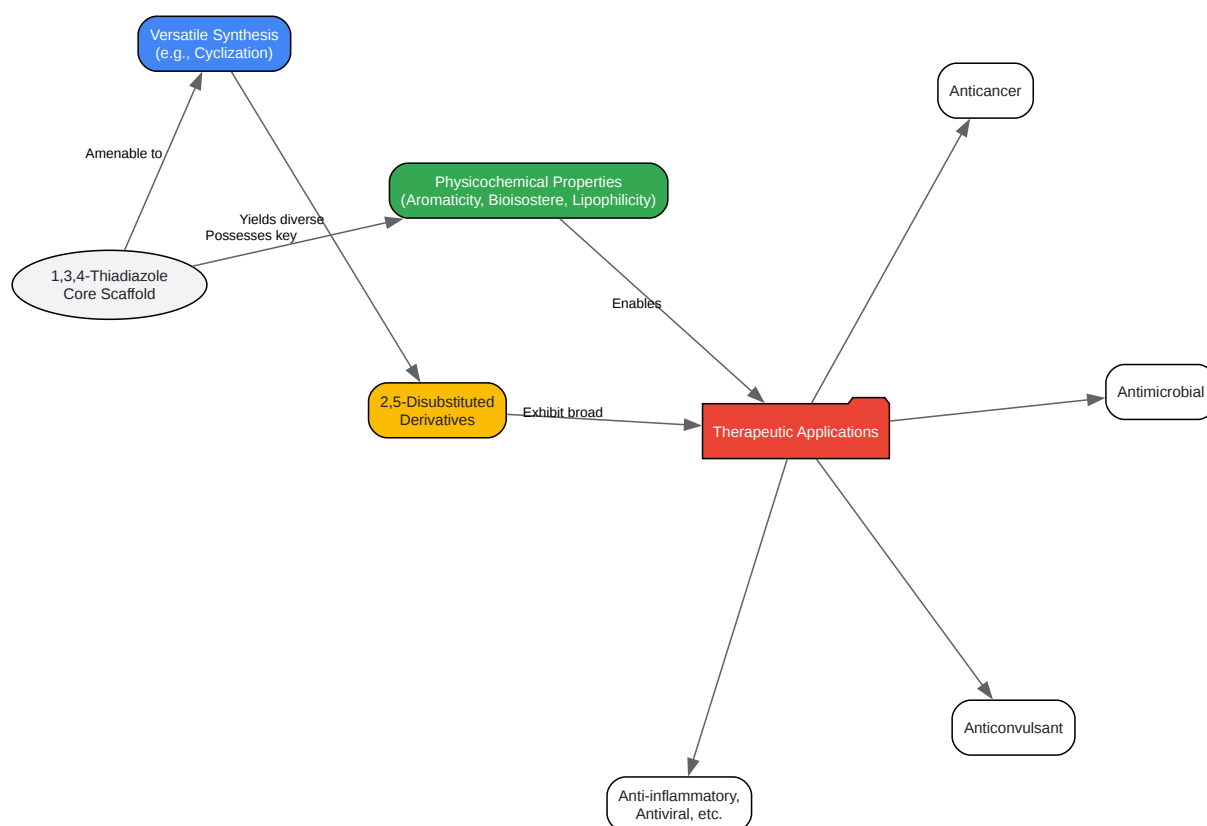 Versatile Synthesis
(e.g., Cyclization)
Anticancer
Amenable to
Physicochemical Properties
(Aromaticity, Bioisostere, Lipophilicity)
Yields diverse
Possesses key
1,3,4-Thiadiazole
Core Scaffold
Enables
Antimicrobial
2,5-Disubstituted
Derivatives
Exhibit broad
Therapeutic Applications
Anticonvulsant
Anti-inflammatory,
Antiviral, etc.